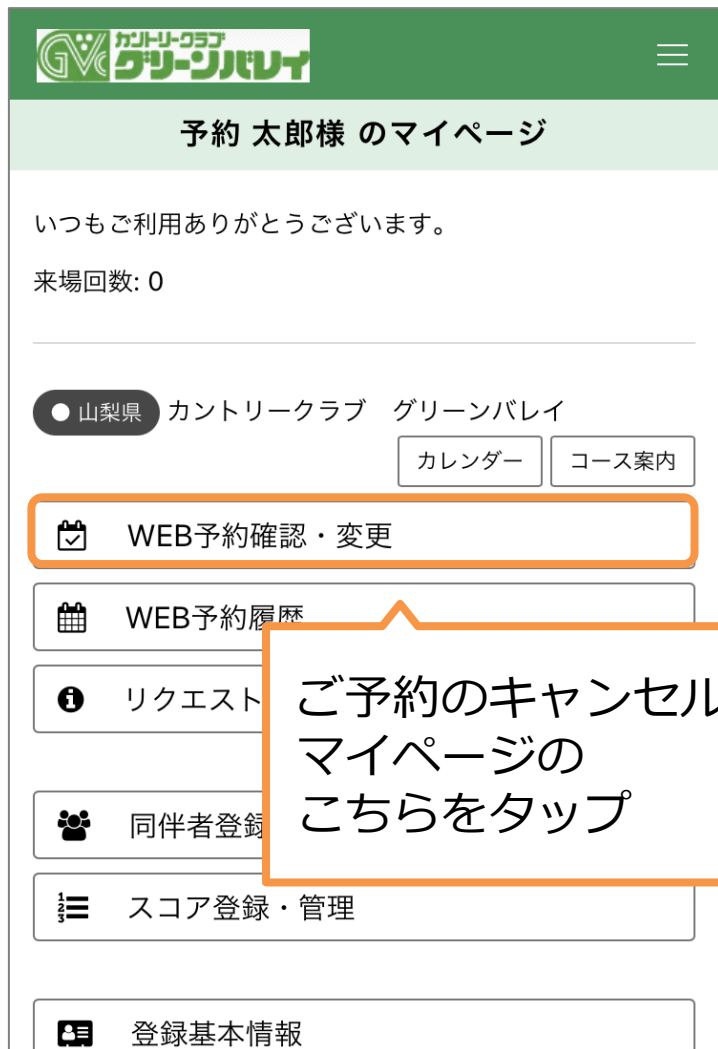 カントリークラブ
グリーンバレイ
予約 太郎様 のマイページ
いつもご利用ありがとうございます。
来場回数: 0
山梨県 カントリークラブ　グリーンバレイ
カレンダー コース案内
WEB予約確認・変更
WEB予約履歴
リクエスト
ご予約のキャンセル
マイページの
こちらをタップ
同伴者登録
スコア登録・管理
登録基本情報